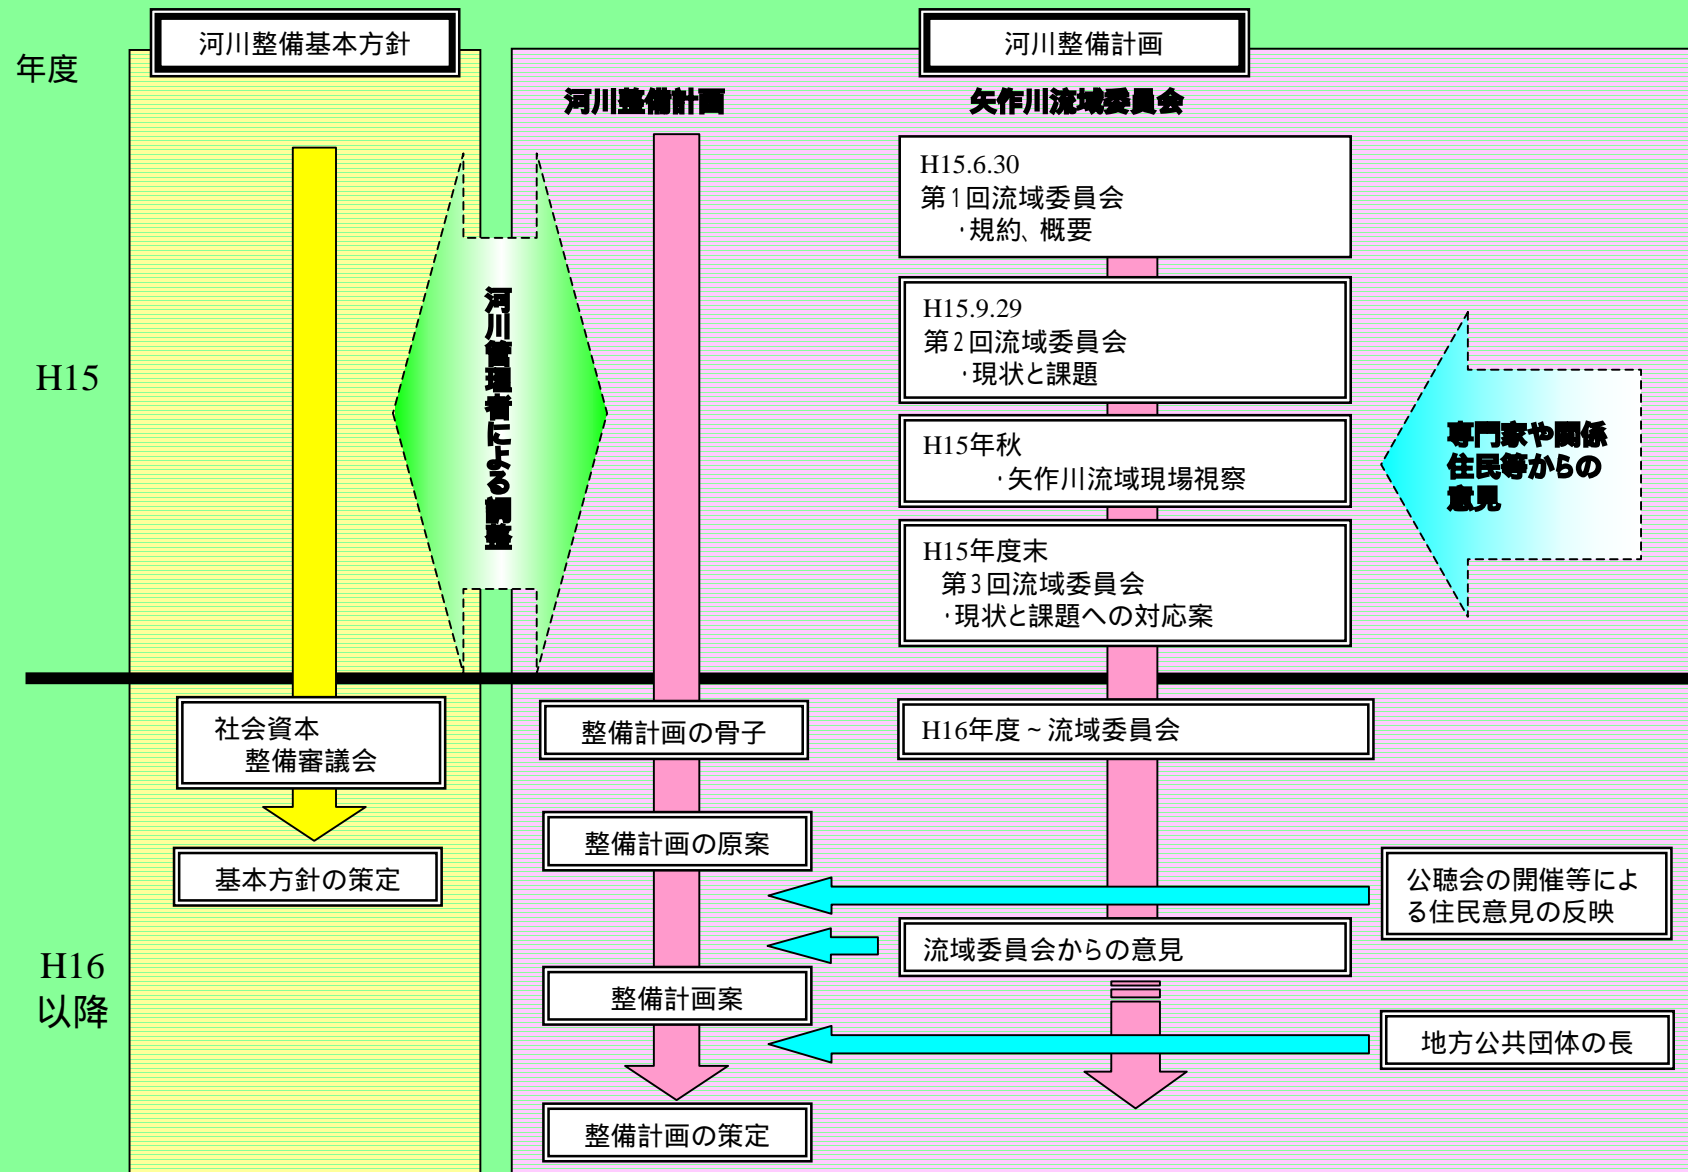 河川整備基本方針
河川整備計画
年度
河川整備計画
矢作川流域委員会
H15
河川管理者による調整
H15.6.30
第1回流域委員会
・規約、概要
H15.9.29
第2回流域委員会
・現状と課題
H15年秋
・矢作川流域現場視察
H15年度末
第3回流域委員会
・現状と課題への対応案
専門家や関係
住民等からの
意見
H16
以降
社会資本
整備審議会
基本方針の策定
整備計画の骨子
整備計画の原案
整備計画案
整備計画の策定
H16年度~流域委員会
流域委員会からの意見
公聴会の開催等によ
る住民意見の反映
地方公共団体の長